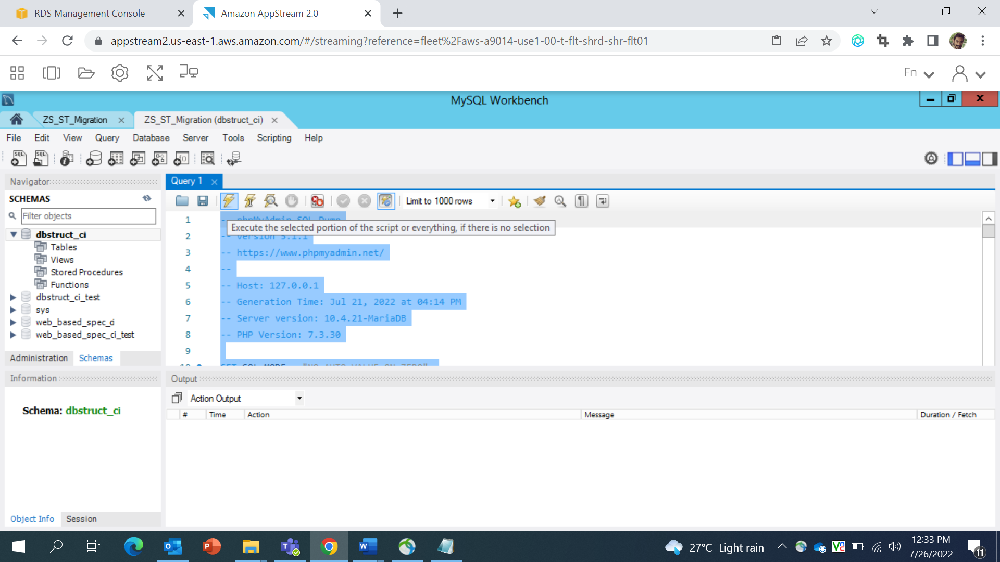 RDS Management Console
Amazon AppStream 2.0
appstream2.us-east-1.aws.amazon.com/#/streaming?reference=fleet%2Faws-a9014-use1-00-t-flt-shrd-shr-flt01
Fn
MySQL Workbench
ZS_ST_Migration
ZS_ST_Migration (dbstruct_ci)
File Edit View Query Database Server Tools Scripting Help
Navigator
Query 1
SCHEMAS
Limit to 1000 rows
Filter objects
dbstruct_ci
Tables
Views
Stored Procedures
Functions
dbstruct_ci_test
sys
web_based_spec_ci
web_based_spec_ci_test
Administration Schemas
1 -- phpMyAdmin SQL Dump
Execute the selected portion of the script or everything, if there is no selection
2 -- version 5.1.1
3 -- https://www.phpmyadmin.net/
4 --
5 -- Host: 127.0.0.1
6 -- Generation Time: Jul 21, 2022 at 04:14 PM
7 -- Server version: 10.4.21-MariaDB
8 -- PHP Version: 7.3.30
9
10 SET SQL_MODE = "NO_AUTO_VALUE_ON_ZERO"
Information
Schema: dbstruct_ci
Object Info Session
Output
Action Output
# Time Action Message Duration / Fetch
27°C Light rain
12:33 PM
7/26/2022
11